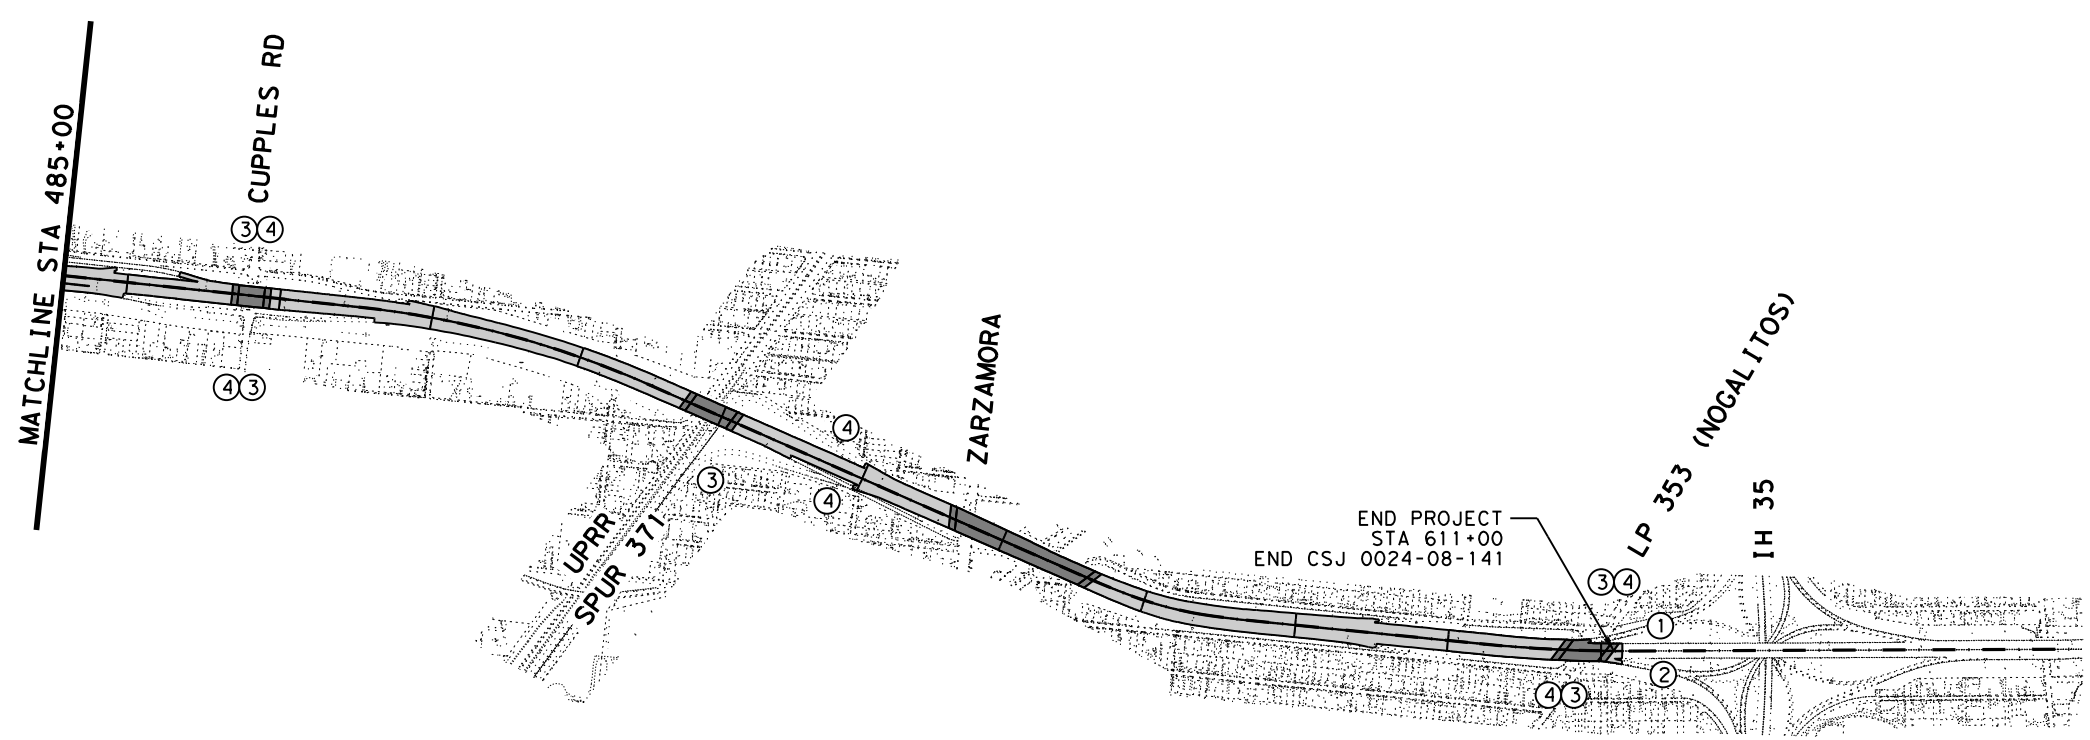 MATCHLINE STA 485+00
CUPPLES RD
3 4
4 3
UPRR
SPUR 371
3
4
4
ZARZAMORA
END PROJECT
STA 611+00
END CSJ 0024-08-141
LP 353 (NOGALITOS)
3 4
4 3
1
2
IH 35